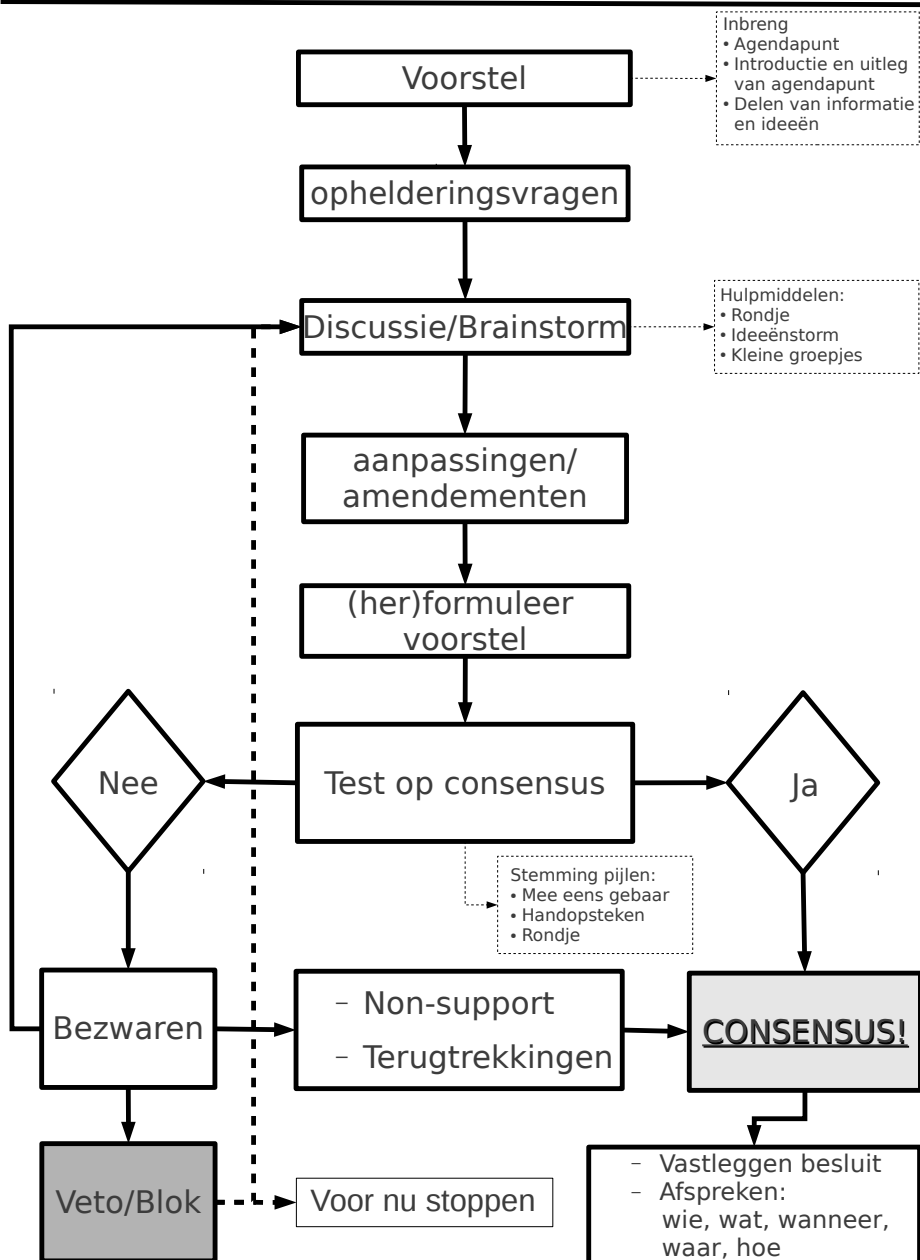 Inbreng
• Agendapunt
• Introductie en uitleg
van agendapunt
• Delen van informatie
en ideeën
Voorstel
ophelderingsvragen
Discussie/Brainstorm
Hulpmiddelen:
• Rondje
• Ideeënstorm
• Kleine groepjes
aanpassingen/
amendementen
(her)formuleer
voorstel
Nee
Test op consensus
Ja
Stemming pijlen:
• Mee eens gebaar
• Handopsteken
• Rondje
Bezwaren
– Non-support
– Terugtrekkingen
CONSENSUS!
Veto/Blok
Voor nu stoppen
– Vastleggen besluit
– Afspreken:
wie, wat, wanneer,
waar, hoe